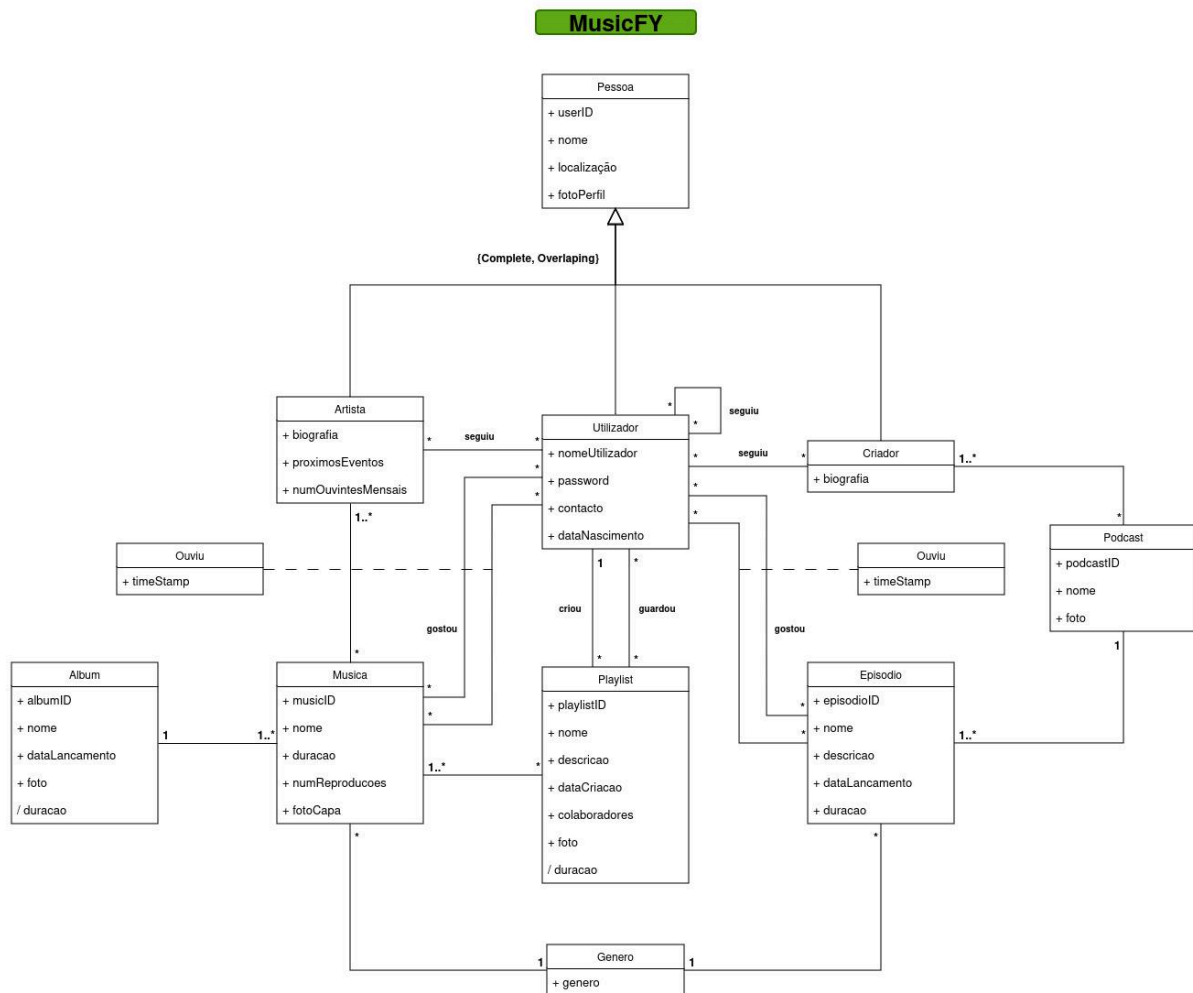 MusicFY
Pessoa
+ userID
+ nome
+ localização
+ fotoPerfil
{Complete, Overlaping}
Artista
+ biografia
+ proximosEventos
+ numOuvintesMensais
1..*
*
seguiu
*
Utilizador
+ nomeUtilizador
+ password
+ contacto
+ dataNascimento
*
*
seguiu
*
seguiu
*
Criador
+ biografia
1..*
*
Podcast
+ podcastID
+ nome
+ foto
1
*
*
*
*
Ouviu
+ timeStamp
Ouviu
+ timeStamp
gostou
1
criou
*
*
guardou
*
gostou
Album
+ albumID
+ nome
+ dataLancamento
+ foto
/ duracao
1
1..*
*
Musica
+ musicID
+ nome
+ duracao
+ numReproducoes
+ fotoCapa
*
*
1..*
*
*
Playlist
+ playlistID
+ nome
+ descricao
+ dataCriacao
+ colaboradores
+ foto
/ duracao
*
*
Episodio
+ episodioID
+ nome
+ descricao
+ dataLancamento
+ duracao
1..*
*
1
Genero
+ genero
1